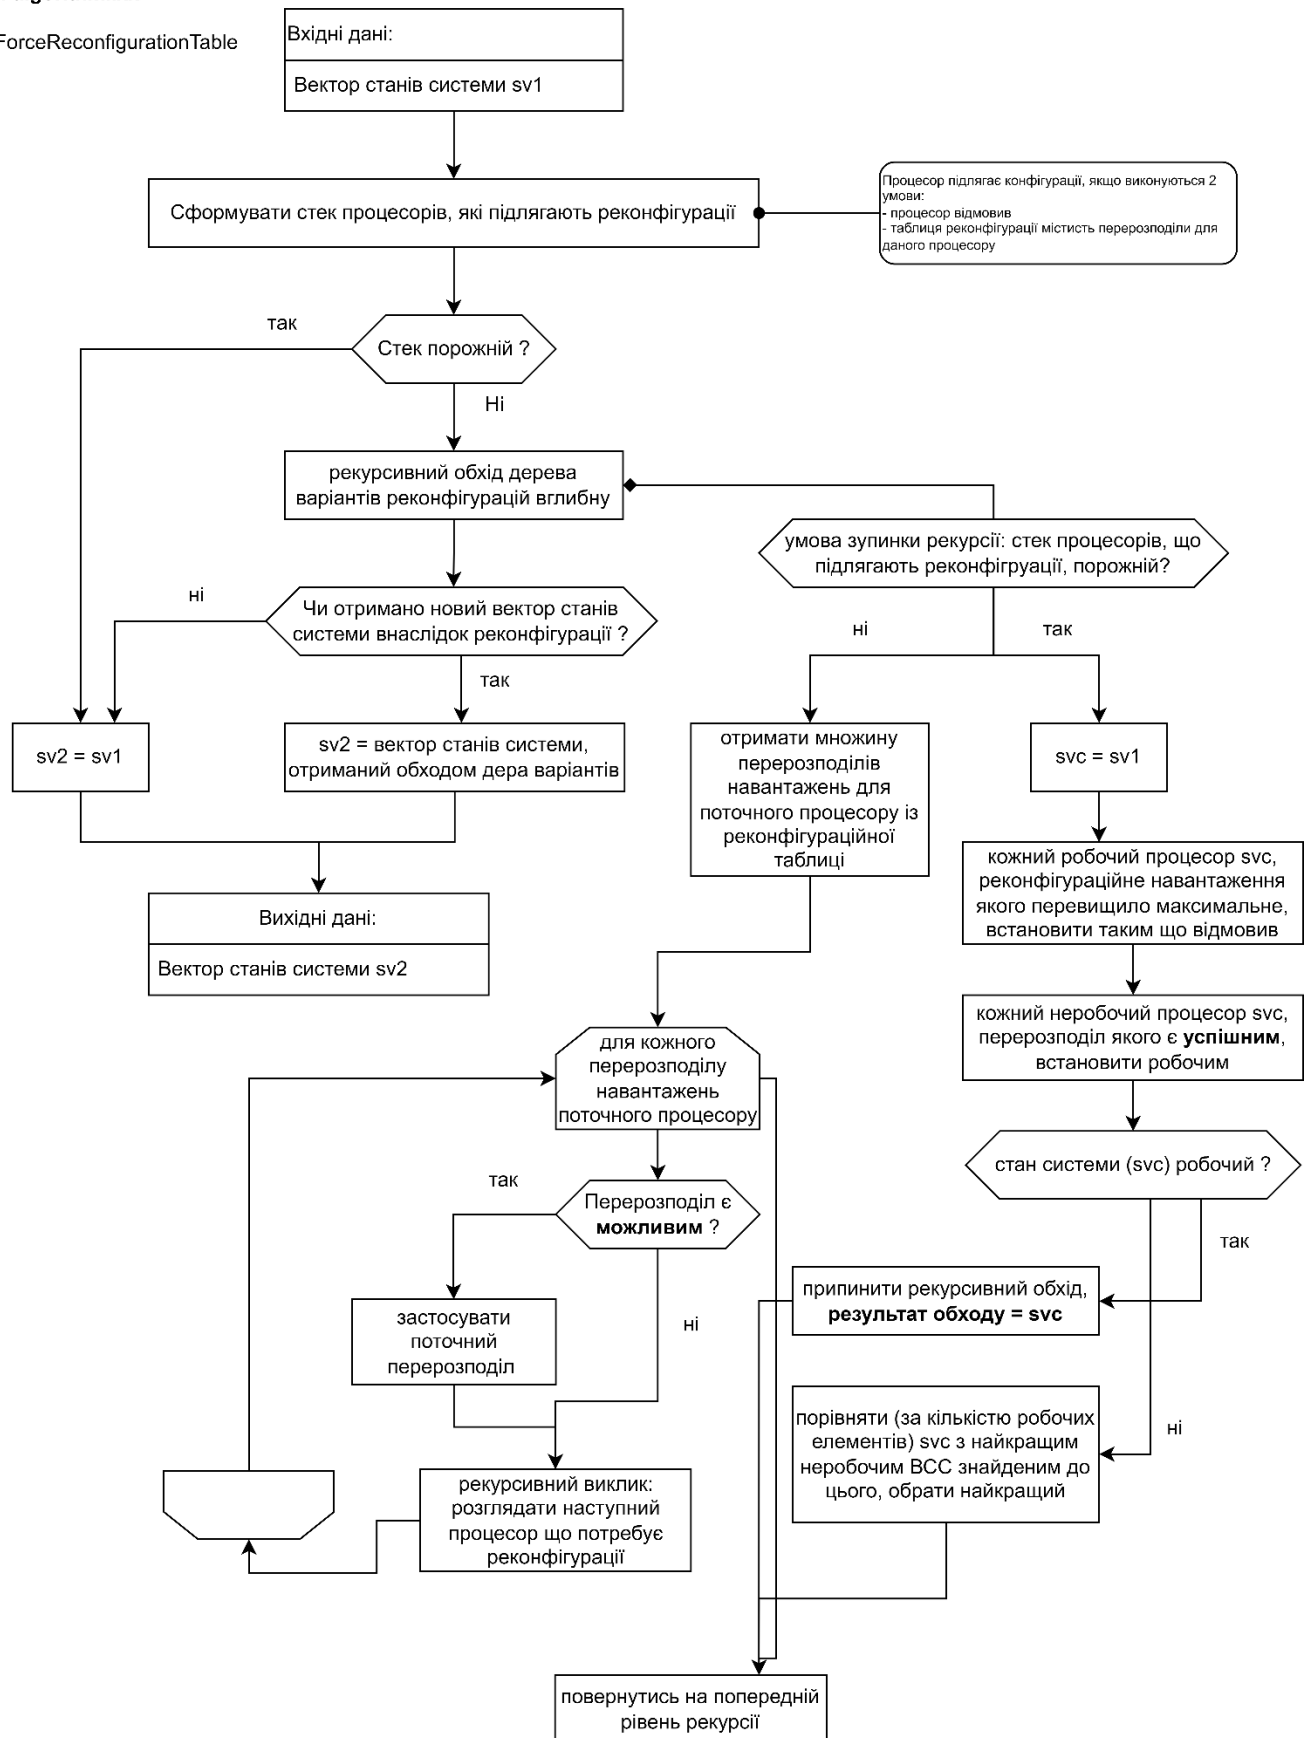 ForceReconfigurationTable
Вхідні дані:
Вектор станів системи sv1
Сформувати стек процесорів, які підлягають реконфігурації
Процесор підлягає конфігурації, якщо виконуються 2
умови:
- процесор відмовив
- таблиця реконфігурації містисть перерозподіли для
даного процесору
так
Стек порожній ?
Ні
рекурсивний обхід дерева
варіантів реконфігурацій вглибну
умова зупинки рекурсії: стек процесорів, що
підлягають реконфігруації, порожній?
ні
Чи отримано новий вектор станів
системи внаслідок реконфігурації ?
так
ні
так
sv2 = sv1
sv2 = вектор станів системи,
отриманий обходом дера варіантів
отримати множину
перерозподілів
навантажень для
поточного процесору із
реконфігураційної
таблиці
svc = sv1
кожний робочий процесор svc,
реконфігураційне навантаження
якого перевищило максимальне,
встановити таким що відмовив
Вихідні дані:
Вектор станів системи sv2
кожний неробочий процесор svc,
перерозподіл якого є успішним,
встановити робочим
для кожного
перерозподілу
навантажень
поточного процесору
стан системи (svc) робочий ?
так
Перерозподіл є
можливим ?
так
припинити рекурсивний обхід,
результат обходу = svc
застосувати
поточний
перерозподіл
ні
порівняти (за кількістю робочих
елементів) svc з найкращим
неробочим ВСС знайденим до
цього, обрати найкращий
ні
рекурсивний виклик:
розглядати наступний
процесор що потребує
реконфігурації
повернутись на попередній
рівень рекурсії